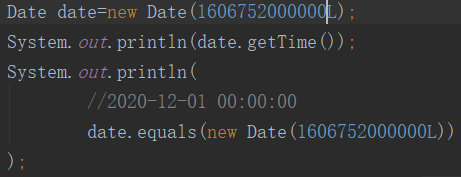 Date date=new Date(1606752000000L);
System.out.println(date.getTime());
System.out.println(
//2020-12-01 00:00:00
date.equals(new Date(1606752000000L))
);